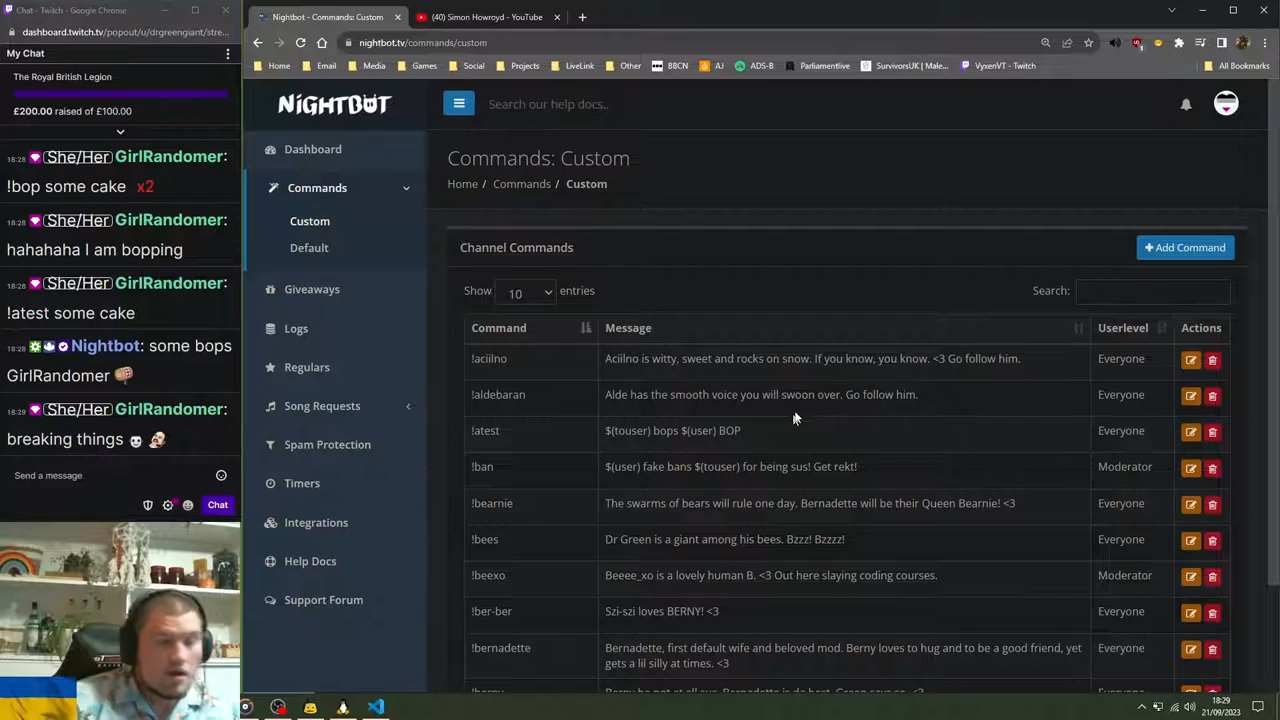 Chat - Twitch - Google Chrome
dashboard.twitch.tv/popout/u/drgreengiant/stre...
My Chat
The Royal British Legion
£200.00 raised of £100.00
18:28 She/Her GirlRandomer:
!bop some cake x2
18:28 She/Her GirlRandomer:
hahahaha I am bopping
18:28 She/Her GirlRandomer:
!atest some cake
18:28 Nightbot: some bops
GirlRandomer
18:29 She/Her GirlRandomer:
breaking things
Send a message
Chat
Nightbot - Commands: Custom
(40) Simon Howroyd - YouTube
nightbot.tv/commands/custom
Home
Email
Media
Games
Social
Projects
LiveLink
Other
BBCN
AJ
ADS-B
Parliamentlive
SurvivorsUK | Male...
VyxenVT - Twitch
All Bookmarks
NiGHTBOT
Search our help docs..
Dashboard
Commands
Custom
Default
Giveaways
Logs
Regulars
Song Requests
Spam Protection
Timers
Integrations
Help Docs
Support Forum
Commands: Custom
Home / Commands / Custom
Channel Commands
Add Command
Show 10 entries
Search:
Command Message Userlevel Actions
!aciilno Aciilno is witty, sweet and rocks on snow. If you know, you know. <3 Go follow him. Everyone
!aldebaran Alde has the smooth voice you will swoon over. Go follow him. Everyone
!atest $(touser) bops $(user) BOP Everyone
!ban $(user) fake bans $(touser) for being sus! Get rekt! Moderator
!bearnie The swarms of bears will rule one day. Bernadette will be their Queen Bearnie! <3 Everyone
!bees Dr Green is a giant among his bees. Bzzz! Bzzzz! Everyone
!beexo Beeee_xo is a lovely human B. <3 Out here slaying coding courses. Moderator
!ber-ber Szi-szi loves BERNY! <3 Everyone
!bernadette Bernadette, first default wife and beloved mod. Berny loves to hug and to be a good friend, yet Everyone
gets a lil silly at times. <3
18:29
21/09/2023